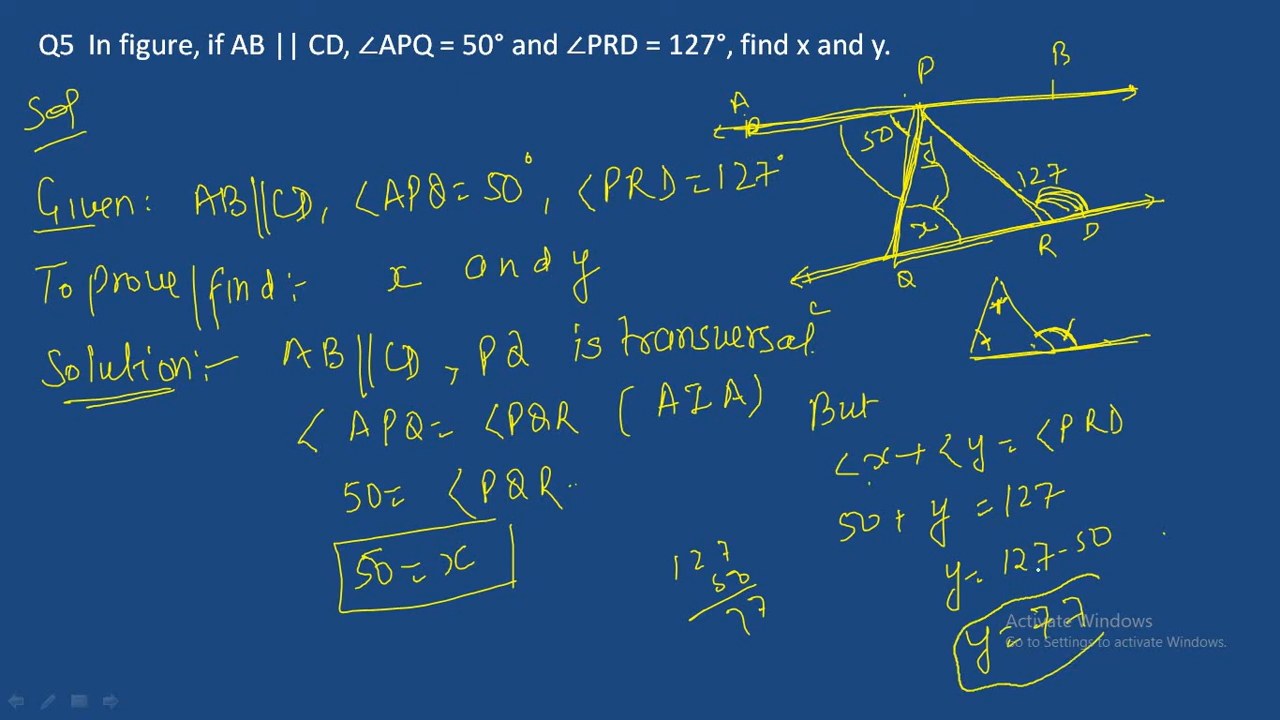 Q5 In figure, if AB || CD, ∠APQ = 50° and ∠PRD = 127°, find x and y.
Sol
Given: AB||CD, ∠APQ=50°, ∠PRD=127°
To prove/find:- x and y
Solution:- AB||CD, PQ is transversal
∠APQ= ∠PQR (AIA)
50= ∠PQR
50=x
127
50
77
But
∠x+∠y=∠PRD
50+y=127
y=127-50
y=77
A
P
B
50
y
127
x
R
D
Q
C
Activate Windows
Go to Settings to activate Windows.